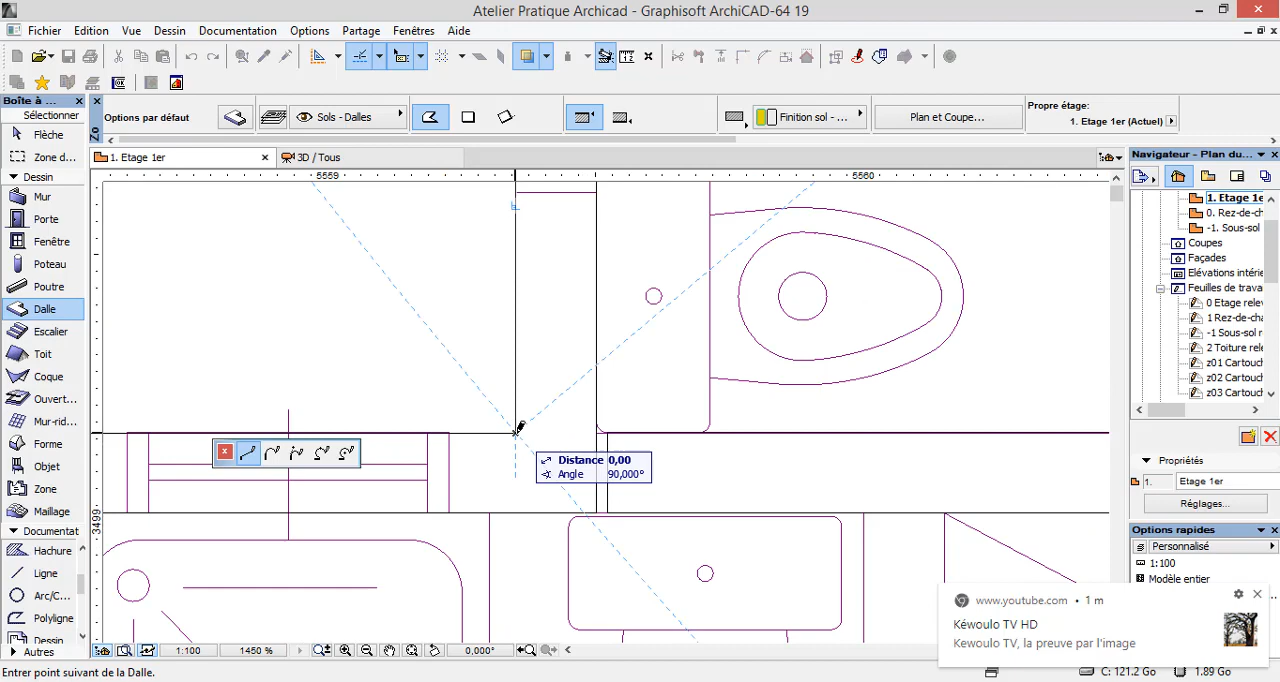 Atelier Pratique Archicad - Graphisoft ArchiCAD-64 19
Fichier Edition Vue Dessin Documentation Options Partage Fenêtres Aide
Boîte à ...
Sélectionner
Flèche
Zone d...
Dessin
Mur
Porte
Fenêtre
Poteau
Poutre
Dalle
Escalier
Toit
Coque
Ouvert...
Mur-rid...
Forme
Objet
Zone
Maillage
Documentat
Hachure
Ligne
Arc/C...
Polyligne
Dessin
Autres
Options par défaut
Sols - Dalles
Finition sol - ...
Plan et Coupe...
Propre étage:
1. Etage 1er (Actuel)
1. Etage 1er
3D / Tous
5559
5560
3499
Distance 0,00
Angle 90,000°
Navigateur - Plan du...
1. Etage 1e
0. Rez-de-ch
-1. Sous-sol
Coupes
Façades
Elévations intérie
Feuilles de trava
0 Etage rele
1 Rez-de-cha
-1 Sous-sol r
2 Toiture rele
z01 Cartouch
z02 Cartouch
z03 Cartouch
Propriétés
1. Etage 1er
Réglages...
Options rapides
Personnalisé
1:100
Modèle entier
www.youtube.com • 1 m
Kéwoulo TV HD
Kewoulo TV, la preuve par l'image
1:100 1450 % 0,000°
Entrer point suivant de la Dalle.
C: 121.2 Go 1.89 Go